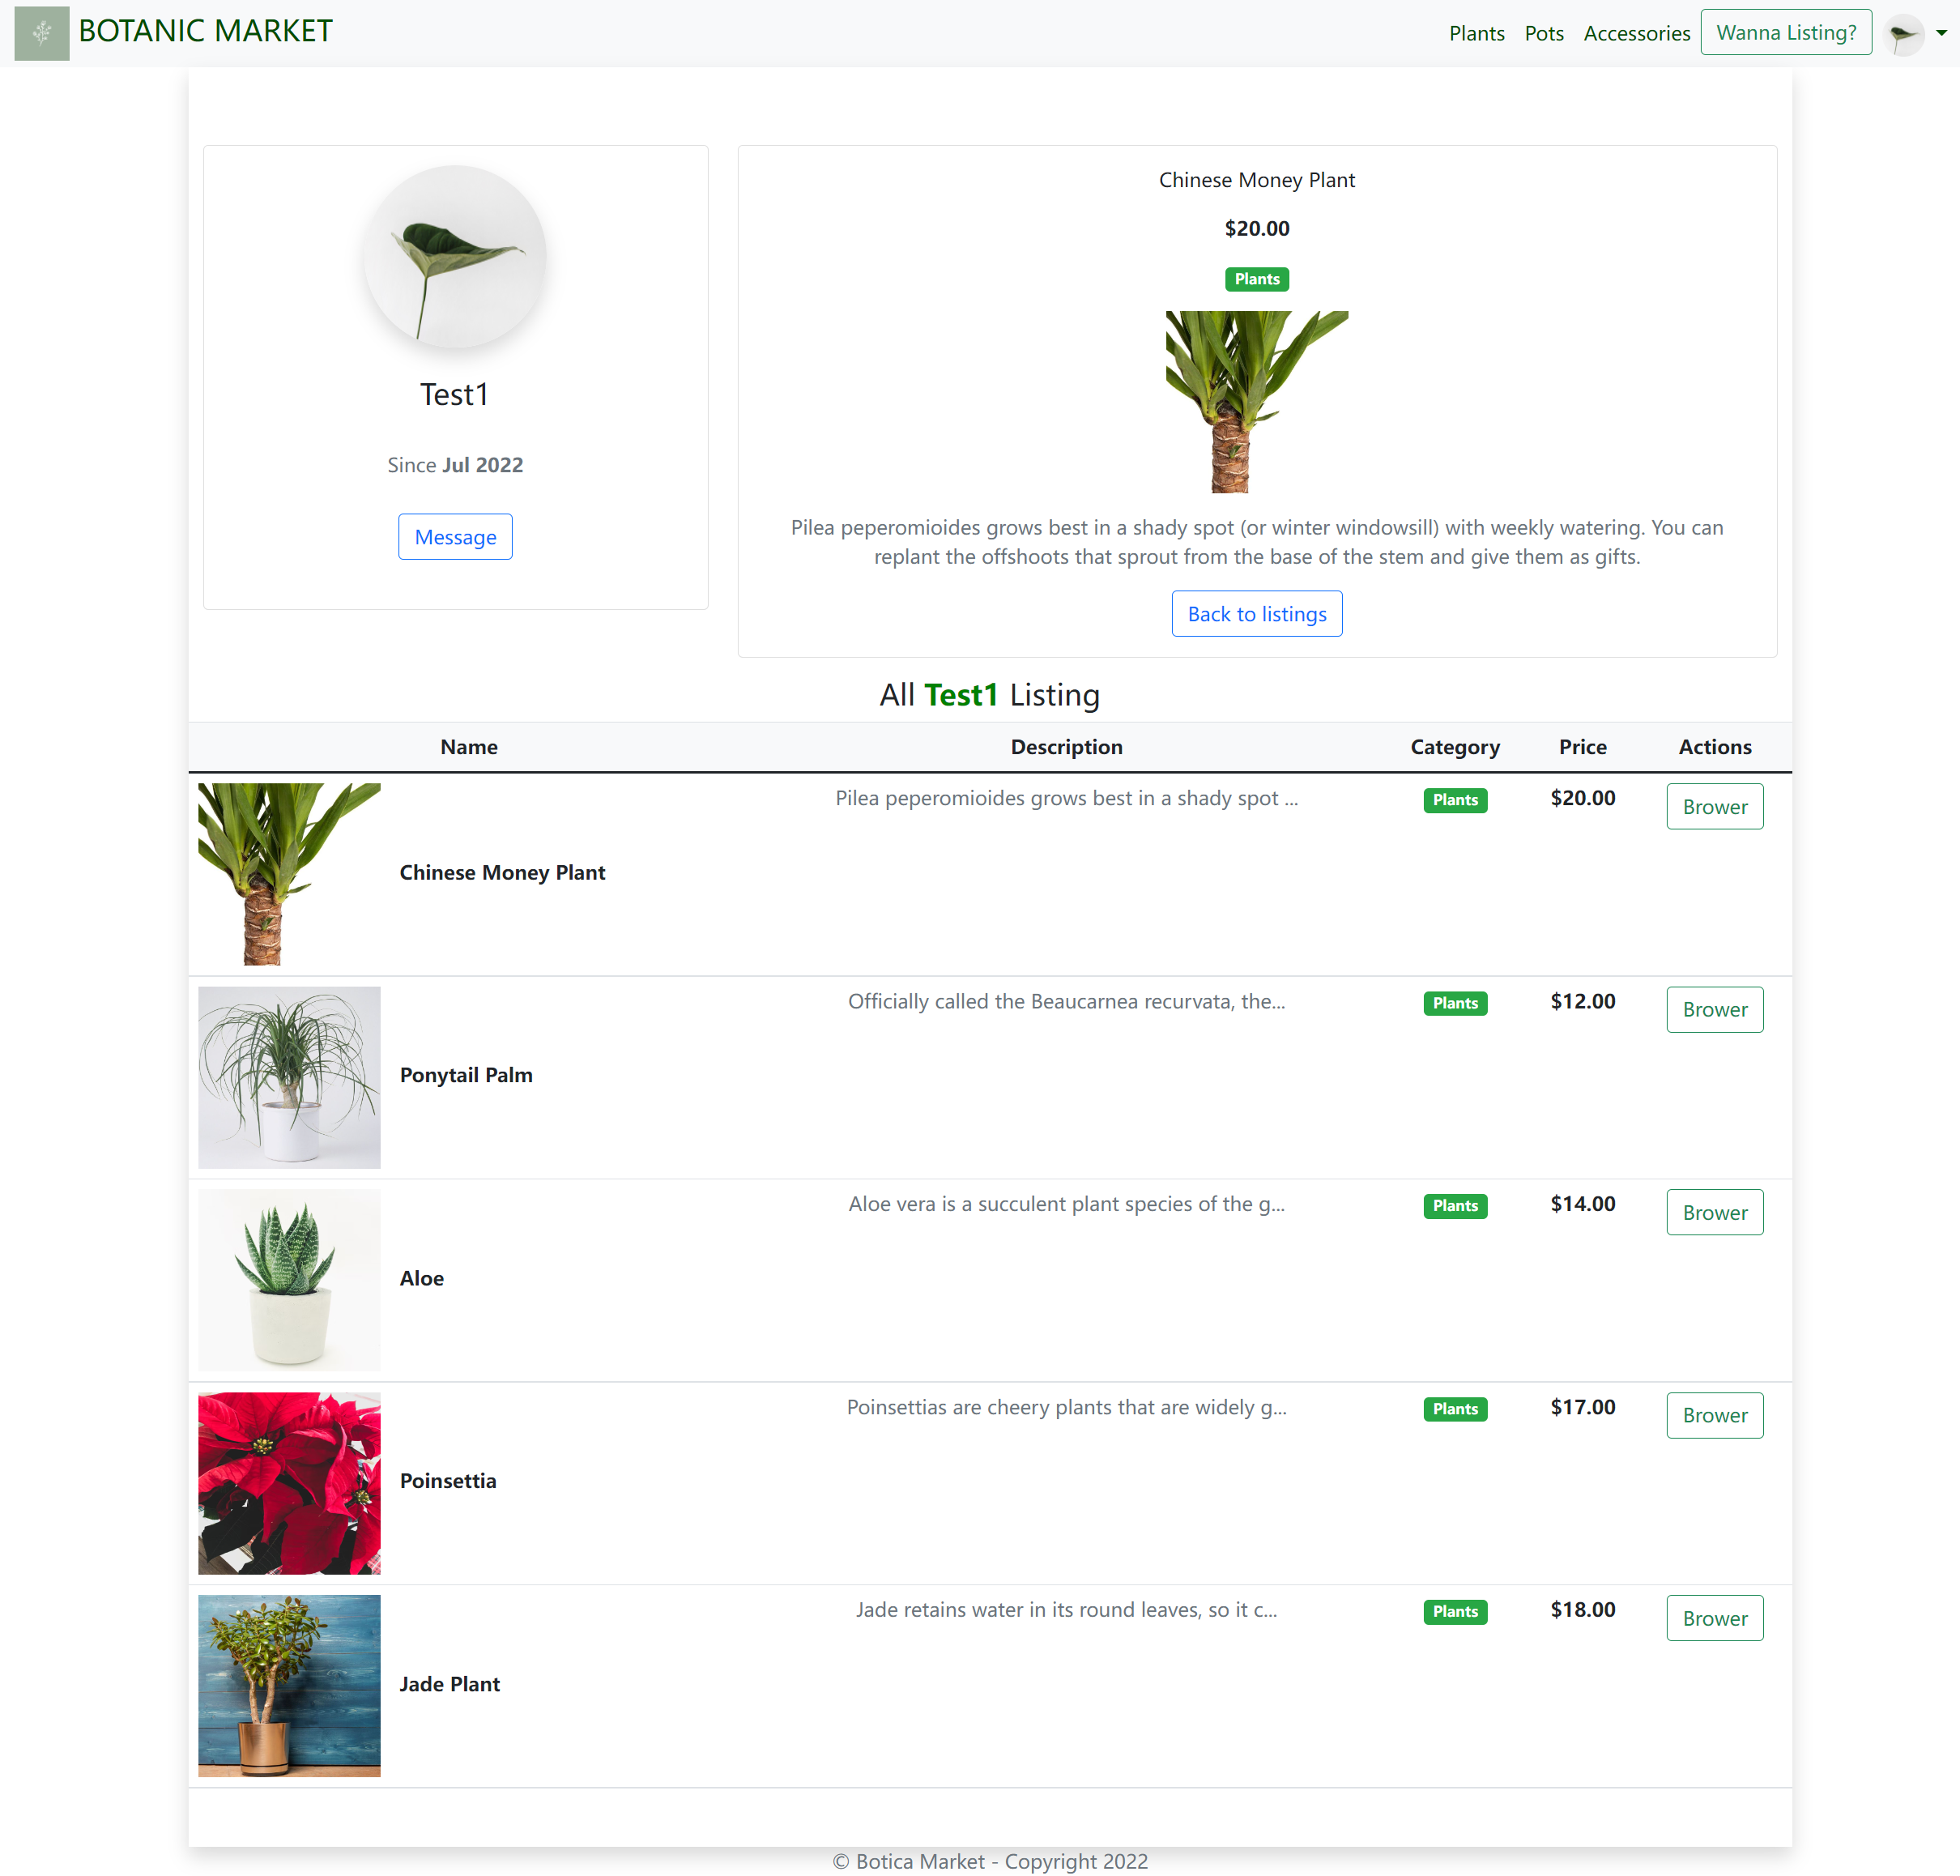 BOTANIC MARKET
Plants
Pots
Accessories
Wanna Listing?
Test1
Since Jul 2022
Message
Chinese Money Plant
$20.00
Plants
Pilea peperomioides grows best in a shady spot (or winter windowsill) with weekly watering. You can
replant the offshoots that sprout from the base of the stem and give them as gifts.
Back to listings
All Test1 Listing
Name Description Category Price Actions
Chinese Money Plant
Pilea peperomioides grows best in a shady spot ...
Plants
$20.00
Brower
Ponytail Palm
Officially called the Beaucarnea recurvata, the...
Plants
$12.00
Brower
Aloe
Aloe vera is a succulent plant species of the g...
Plants
$14.00
Brower
Poinsettia
Poinsettias are cheery plants that are widely g...
Plants
$17.00
Brower
Jade Plant
Jade retains water in its round leaves, so it c...
Plants
$18.00
Brower
© Botica Market - Copyright 2022